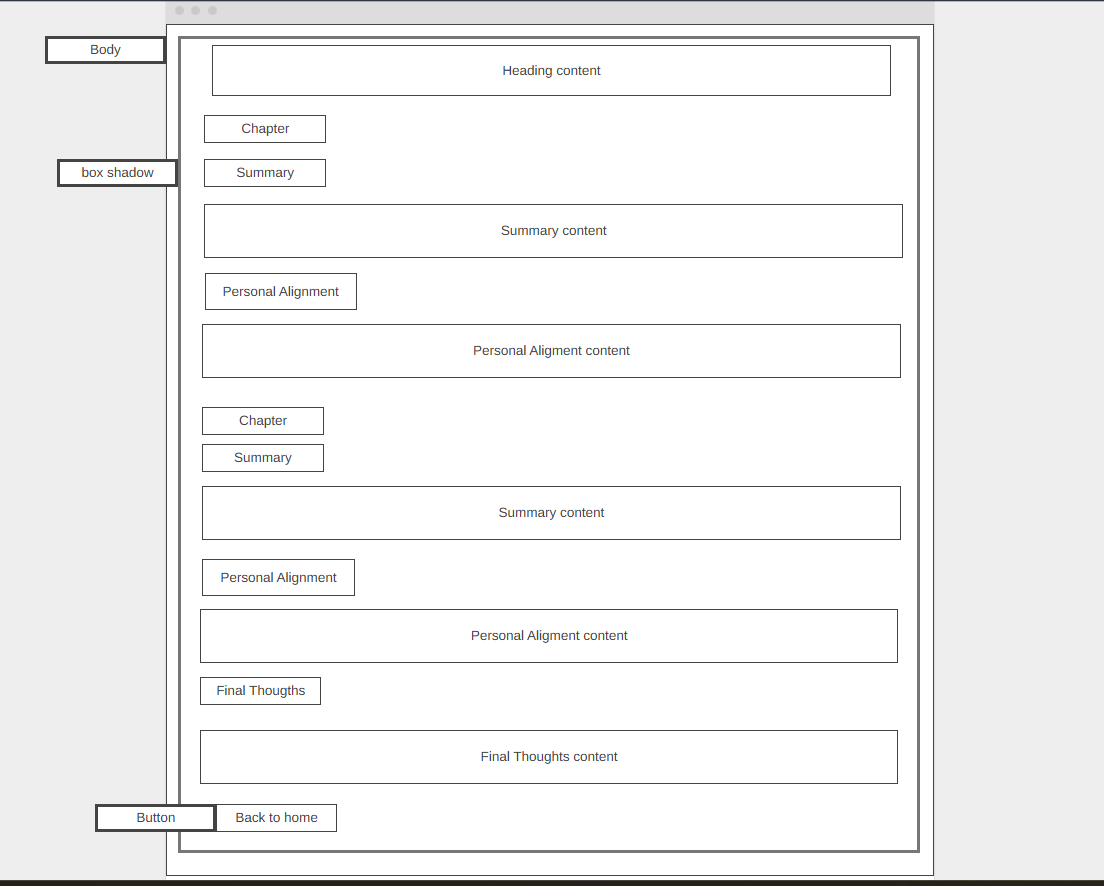 Body
Heading content
Chapter
box shadow
Summary
Summary content
Personal Alignment
Personal Aligment content
Chapter
Summary
Summary content
Personal Alignment
Personal Aligment content
Final Thougths
Final Thoughts content
Button
Back to home